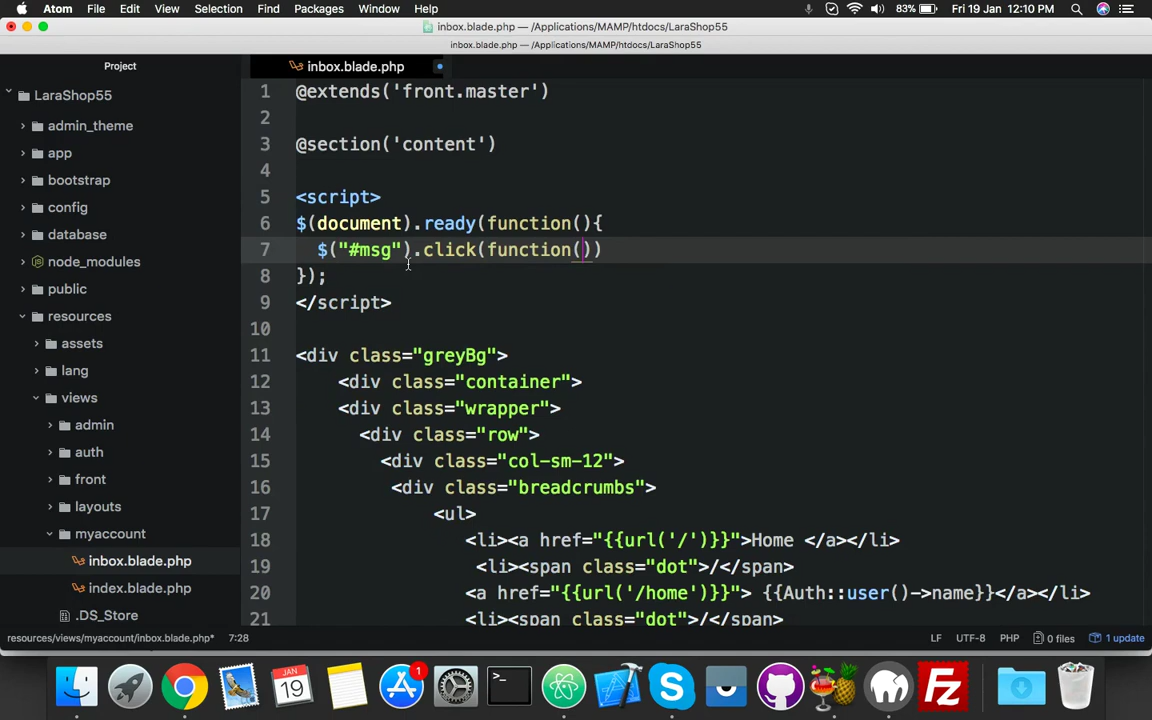 Atom File Edit View Selection Find Packages Window Help 83% Fri 19 Jan 12:10 PM
inbox.blade.php — /Applications/MAMP/htdocs/LaraShop55
inbox.blade.php — /Applications/MAMP/htdocs/LaraShop55
Project
inbox.blade.php
LaraShop55
admin_theme
app
bootstrap
config
database
node_modules
public
resources
assets
lang
views
admin
auth
front
layouts
myaccount
inbox.blade.php
index.blade.php
.DS_Store
1 @extends('front.master')
2
3 @section('content')
4
5 <script>
6 $(document).ready(function(){
7 $("#msg").click(function())
8 });
9 </script>
10
11 <div class="greyBg">
12 <div class="container">
13 <div class="wrapper">
14 <div class="row">
15 <div class="col-sm-12">
16 <div class="breadcrumbs">
17 <ul>
18 <li><a href="{{url('/')}}">Home </a></li>
19 <li><span class="dot">/</span>
20 <a href="{{url('/home')}}"> {{Auth::user()->name}}</a></li>
21 <li><span class="dot">/</span>
resources/views/myaccount/inbox.blade.php* 7:28 LF UTF-8 PHP 0 files 1 update
JAN
19
1